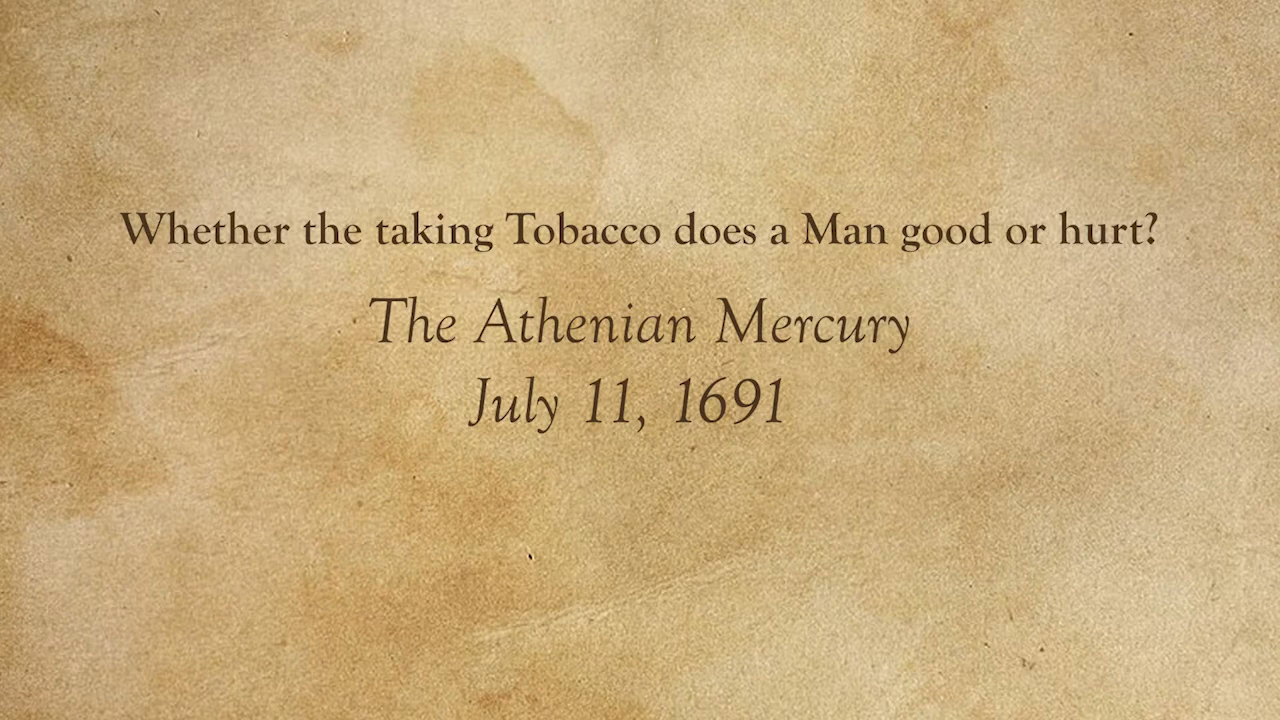 Whether the taking Tobacco does a Man good or hurt?
The Athenian Mercury
July 11, 1691